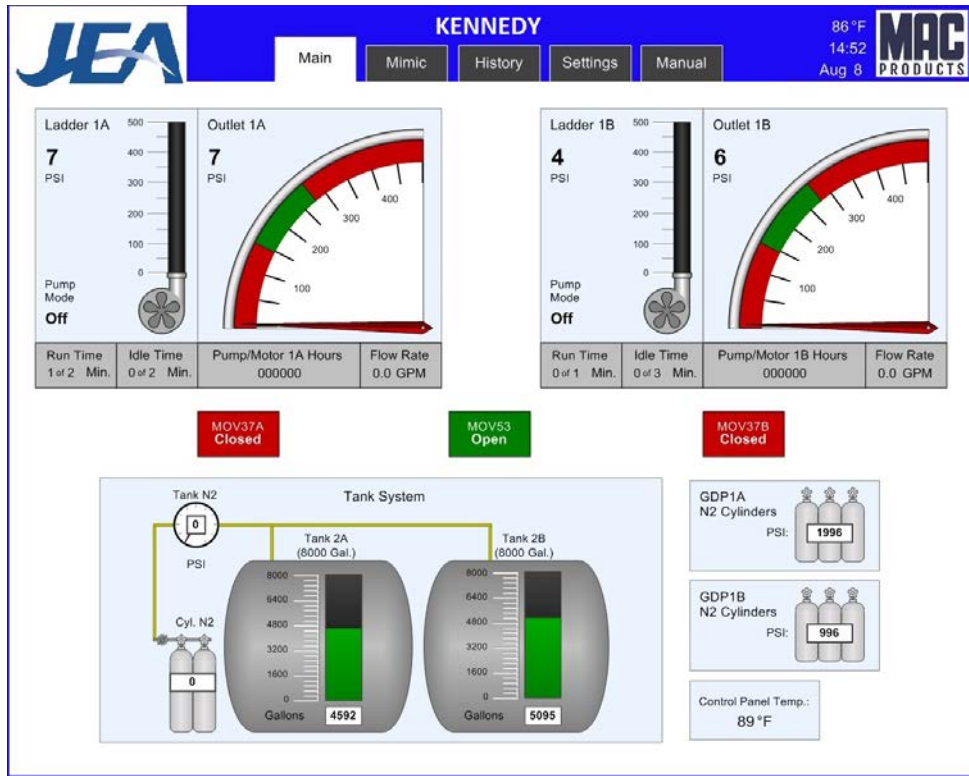 JEA
KENNEDY
86 °F
14:52
Aug 8
MAC
PRODUCTS
Main
Mimic
History
Settings
Manual
Ladder 1A
7
PSI
500
400
300
200
100
0
Pump
Mode
Off
Outlet 1A
7
PSI
100
200
300
400
Run Time
1 of 2 Min.
Idle Time
0 of 2 Min.
Pump/Motor 1A Hours
000000
Flow Rate
0.0 GPM
Ladder 1B
4
PSI
500
400
300
200
100
0
Pump
Mode
Off
Outlet 1B
6
PSI
100
200
300
400
Run Time
0 of 1 Min.
Idle Time
0 of 3 Min.
Pump/Motor 1B Hours
000000
Flow Rate
0.0 GPM
MOV37A
Closed
MOV53
Open
MOV37B
Closed
Tank System
Tank N2
0
PSI
Cyl. N2
0
Tank 2A
(8000 Gal.)
8000
6400
4800
3200
1600
0
Gallons 4592
Tank 2B
(8000 Gal.)
8000
6400
4800
3200
1600
0
Gallons 5095
GDP1A
N2 Cylinders
PSI: 1996
GDP1B
N2 Cylinders
PSI: 996
Control Panel Temp.:
89 °F